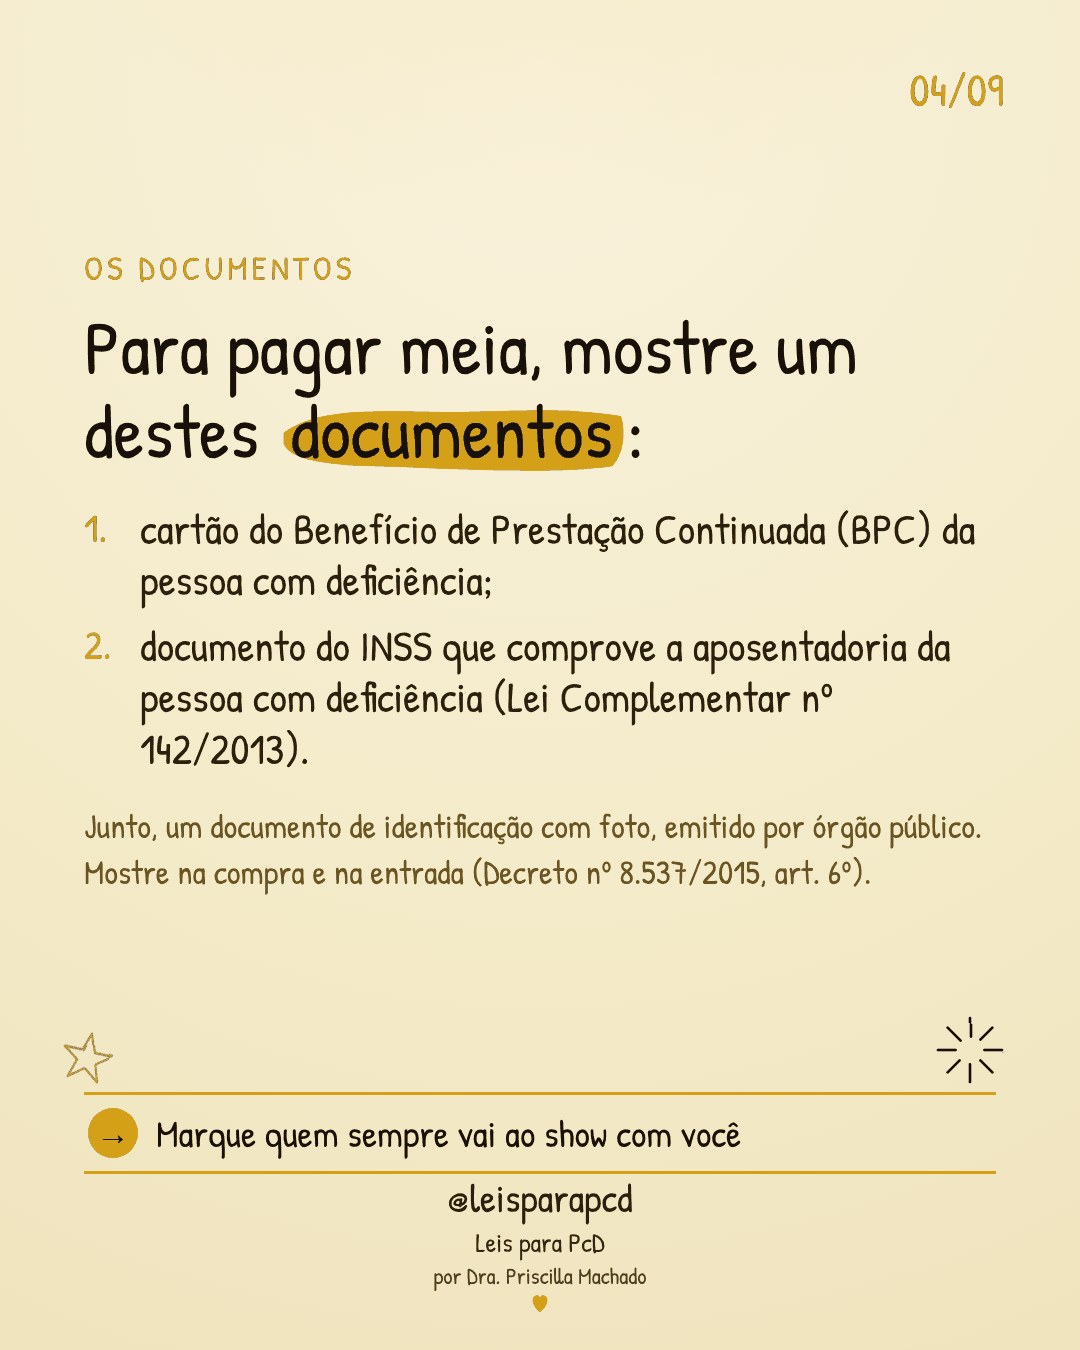 04/09
OS DOCUMENTOS
Para pagar meia, mostre um
destes documentos:
1. cartão do Benefício de Prestação Continuada (BPC) da
pessoa com deficiência;
2. documento do INSS que comprove a aposentadoria da
pessoa com deficiência (Lei Complementar nº
142/2013).
Junto, um documento de identificação com foto, emitido por órgão público.
Mostre na compra e na entrada (Decreto nº 8.537/2015, art. 6º).
→ Marque quem sempre vai ao show com você
@leisparapcd
Leis para PcD
por Dra. Priscilla Machado